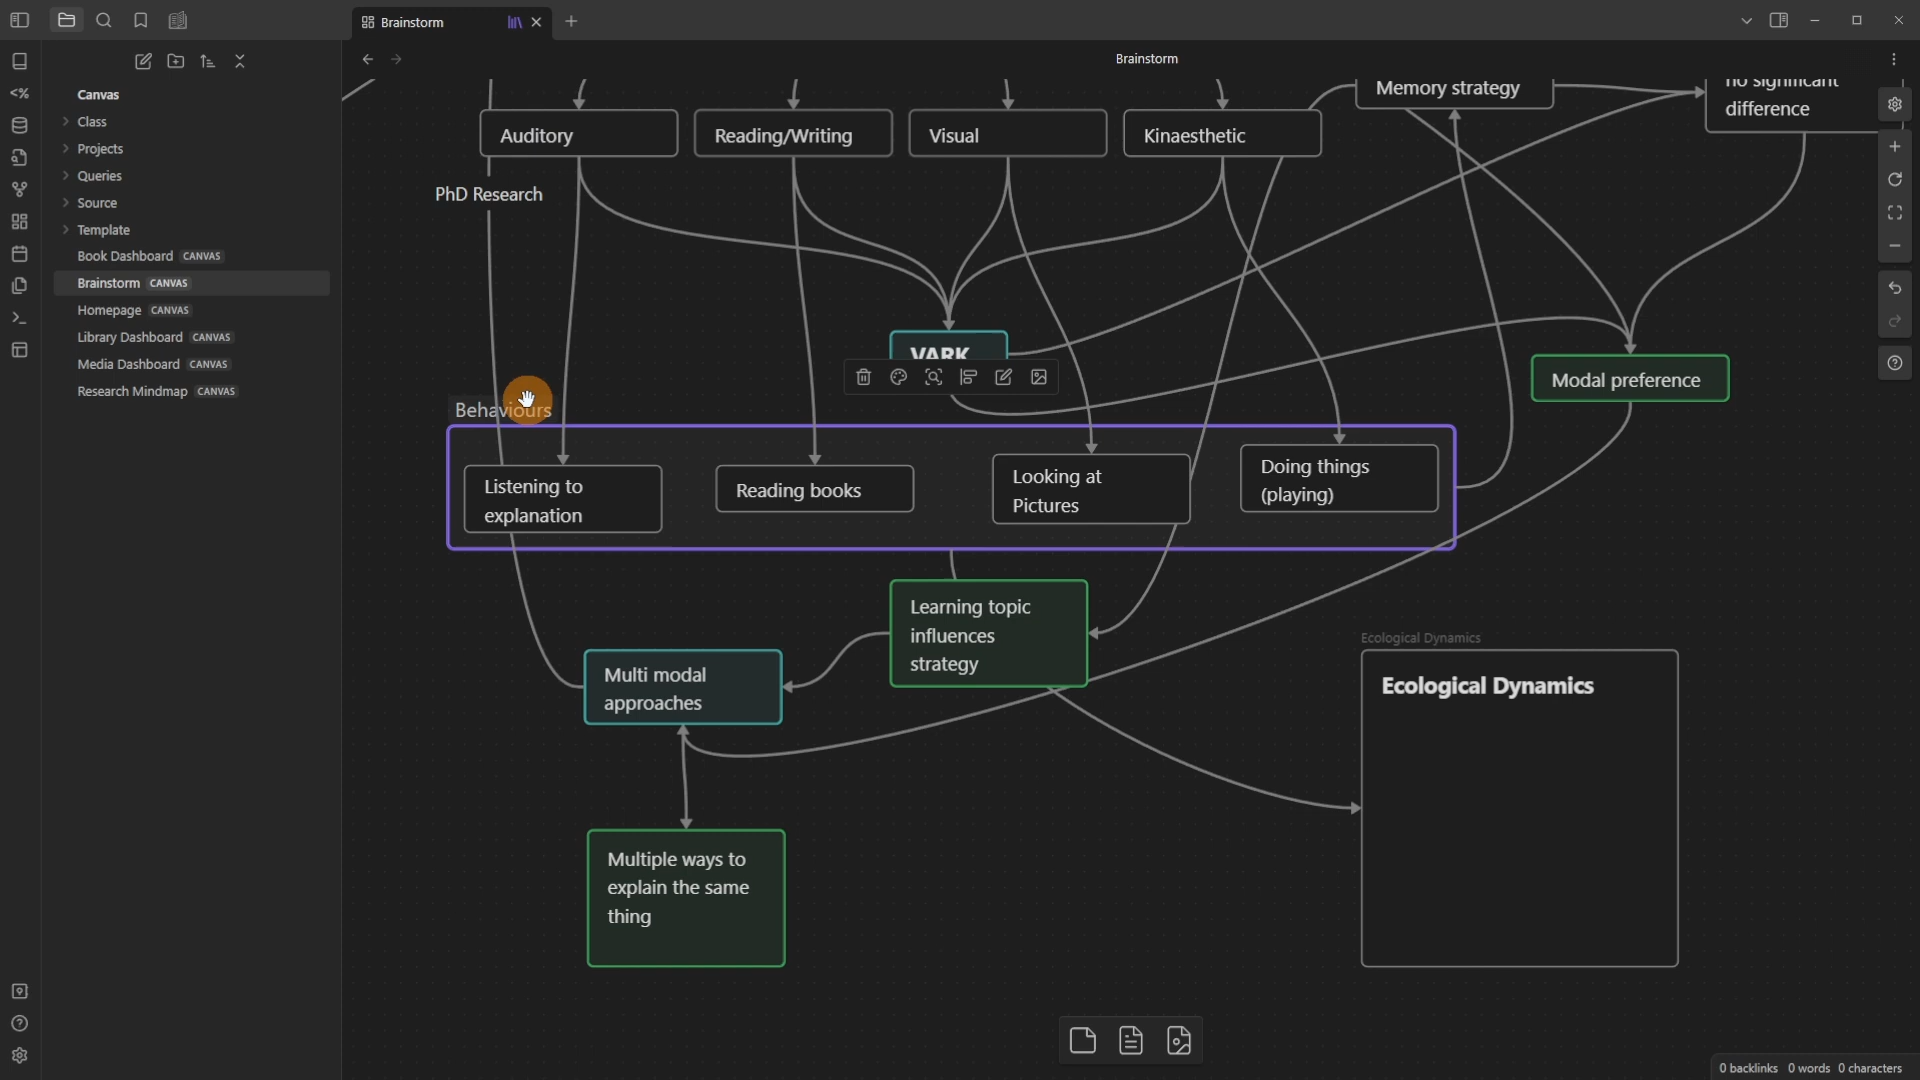 Brainstorm
Brainstorm
Canvas
Class
Projects
Queries
Source
Template
Book Dashboard CANVAS
Brainstorm CANVAS
Homepage CANVAS
Library Dashboard CANVAS
Media Dashboard CANVAS
Research Mindmap CANVAS
Memory strategy
no significant
difference
Auditory
Reading/Writing
Visual
Kinaesthetic
PhD Research
VARK
Modal preference
Behaviours
Listening to
explanation
Reading books
Looking at
Pictures
Doing things
(playing)
Learning topic
influences
strategy
Multi modal
approaches
Ecological Dynamics
Ecological Dynamics
Multiple ways to
explain the same
thing
0 backlinks 0 words 0 characters